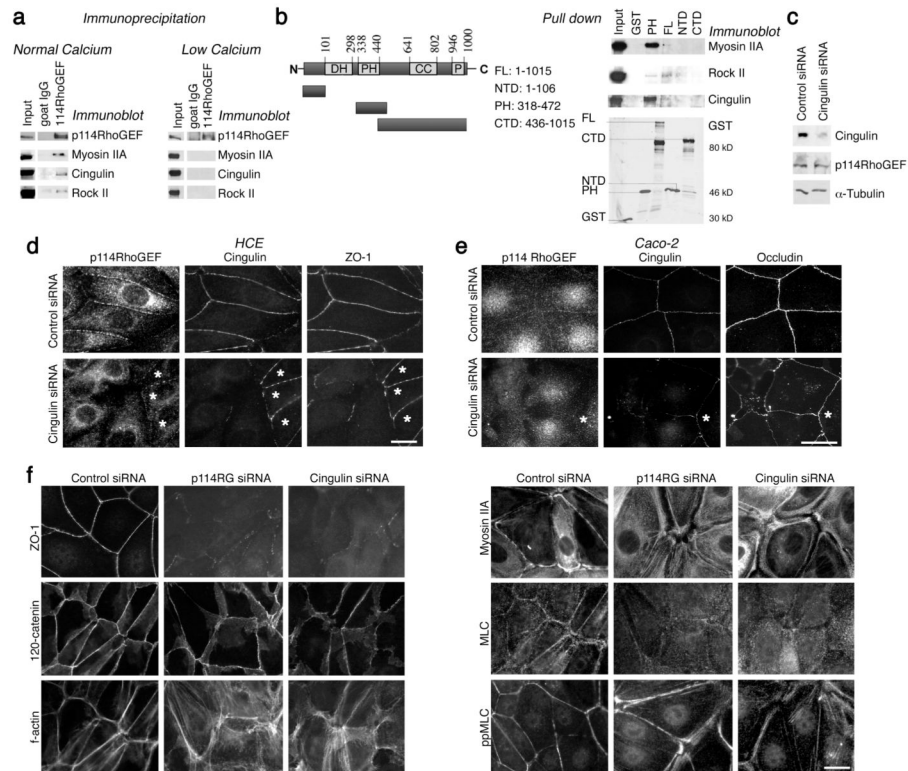 a
Immunoprecipitation
Normal Calcium
Low Calcium
Input
goat IgG
114RhoGEF
Immunoblot
p114RhoGEF
Myosin IIA
Cingulin
Rock II
Input
goat IgG
114RhoGEF
Immunoblot
p114RhoGEF
Myosin IIA
Cingulin
Rock II
b
101
298
338
440
641
802
946
1000
N
DH
PH
CC
P
C
FL: 1-1015
NTD: 1-106
PH: 318-472
CTD: 436-1015
Pull down
Input
GST
PH
FL
NTD
CTD
Immunoblot
Myosin IIA
Rock II
Cingulin
FL
CTD
NTD
PH
GST
GST
80 kD
46 kD
30 kD
c
Control siRNA
Cingulin siRNA
Cingulin
p114RhoGEF
α-Tubulin
d
HCE
p114RhoGEF
Cingulin
ZO-1
Control siRNA
Cingulin siRNA
* * *
* * *
* * *
e
Caco-2
p114 RhoGEF
Cingulin
Occludin
Control siRNA
Cingulin siRNA
*
*
*
f
Control siRNA
p114RG siRNA
Cingulin siRNA
ZO-1
120-catenin
f-actin
Control siRNA
p114RG siRNA
Cingulin siRNA
Myosin IIA
MLC
ppMLC